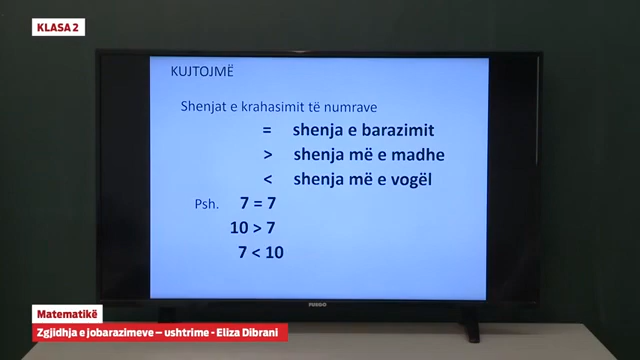 KLASA 2
KUJTOJMË
Shenjat e krahasimit të numrave
= shenja e barazimit
> shenja më e madhe
< shenja më e vogël
Psh. 7 = 7
10 > 7
7 < 10
FUEGO
Matematikë
Zgjidhja e jobarazimeve – ushtrime - Eliza Dibrani